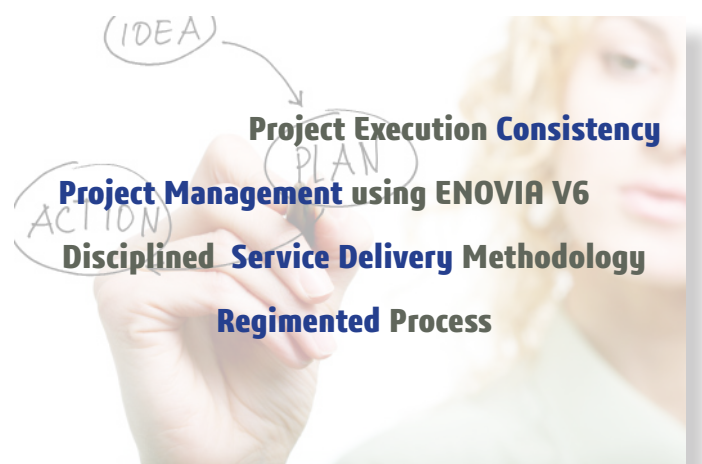 (IDEA)
Project Execution Consistency
PLAN
Project Management using ENOVIA V6
ACTION
Disciplined Service Delivery Methodology
Regimented Process